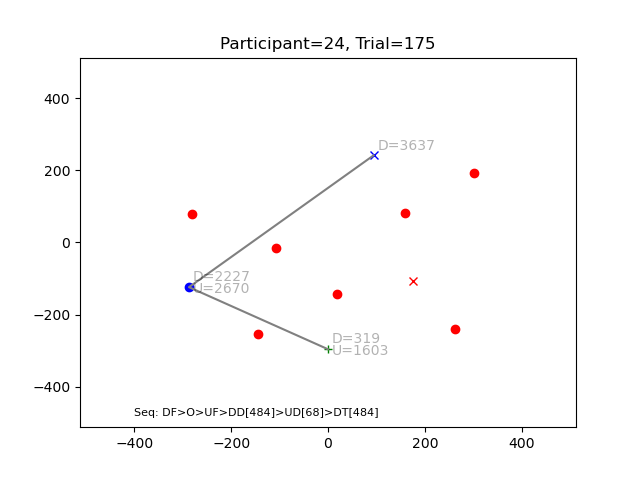 Participant=24, Trial=175
400
200
0
−200
−400
D=3637
D=2227
U=2670
D=319
U=1603
Seq: DF>O>UF>DD[484]>UD[68]>DT[484]
−400
−200
0
200
400